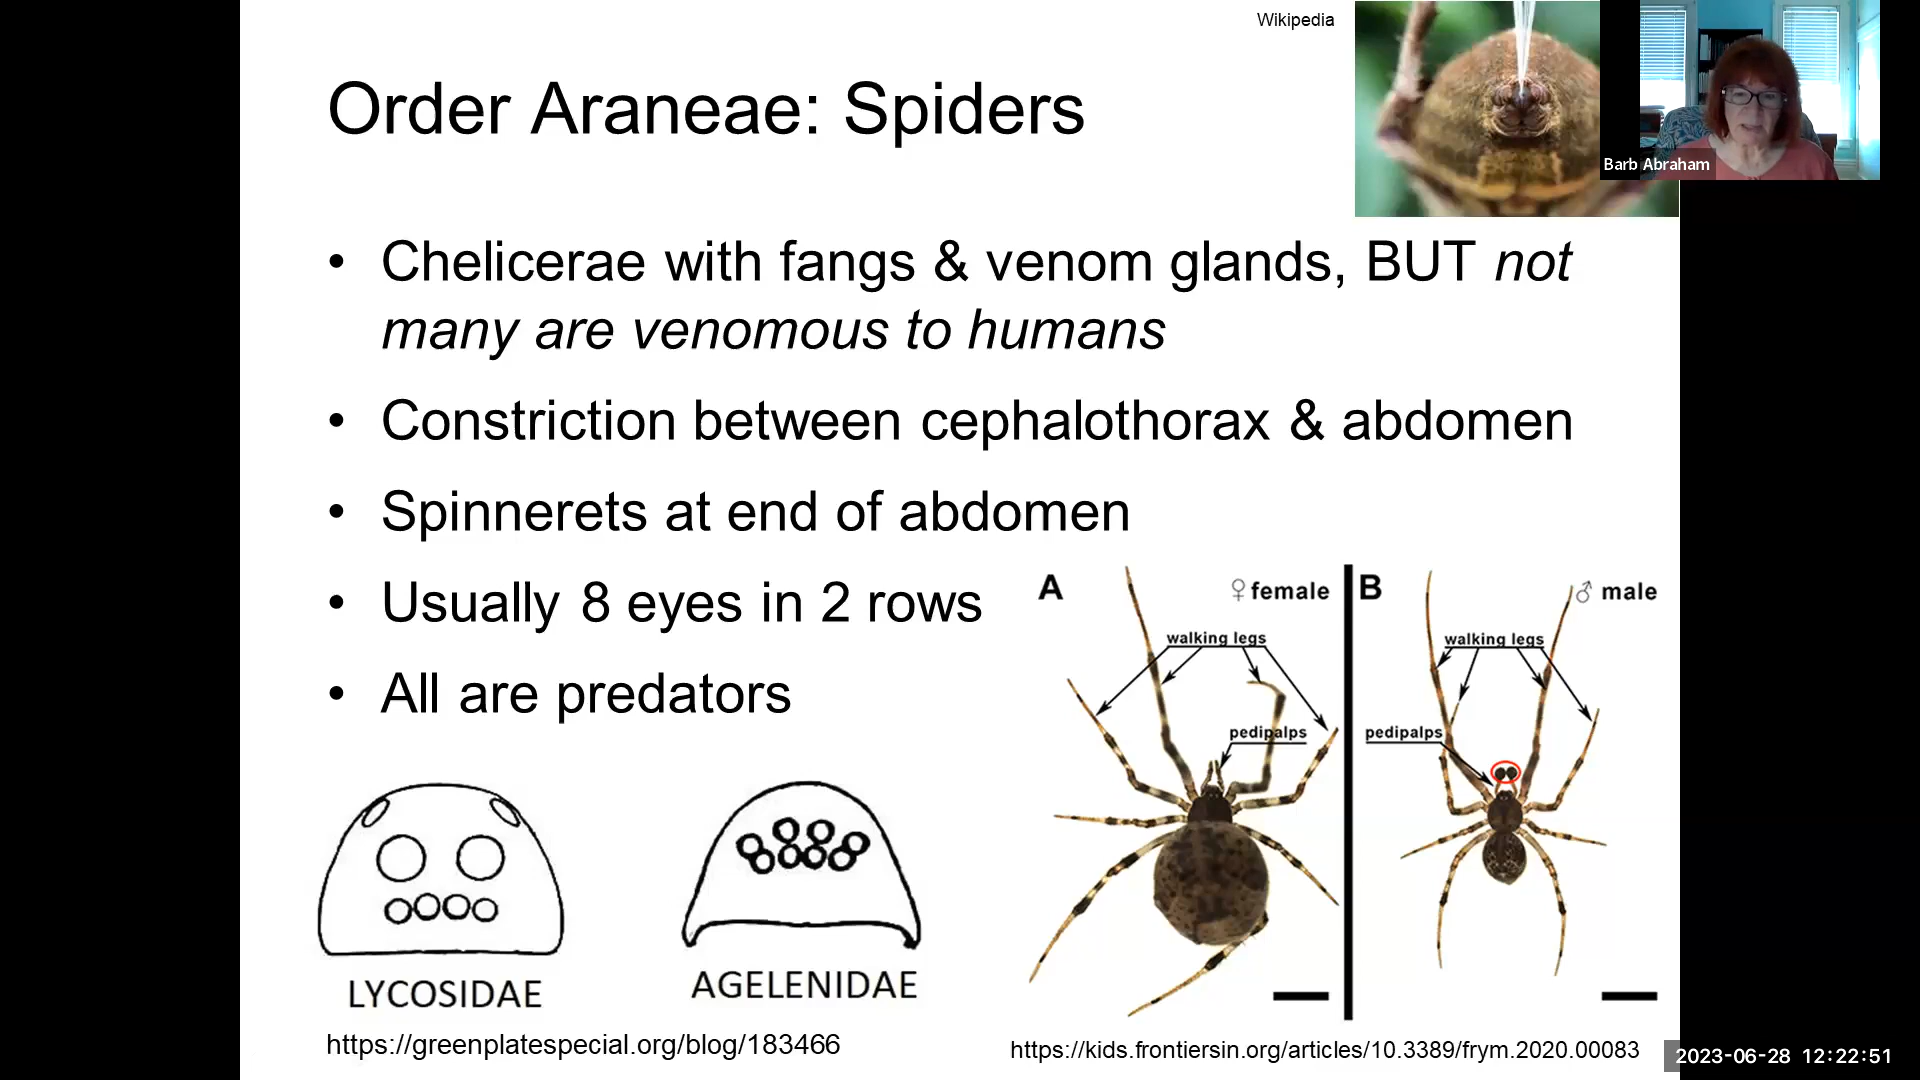 Wikipedia
Barb Abraham
Order Araneae: Spiders
• Chelicerae with fangs & venom glands, BUT not
many are venomous to humans
• Constriction between cephalothorax & abdomen
• Spinnerets at end of abdomen
• Usually 8 eyes in 2 rows
• All are predators
A ♀ female
walking legs
pedipalps
B ♂ male
walking legs
pedipalps
LYCOSIDAE
AGELENIDAE
https://greenplatespecial.org/blog/183466
https://kids.frontiersin.org/articles/10.3389/frym.2020.00083
2023-06-28 12:22:51